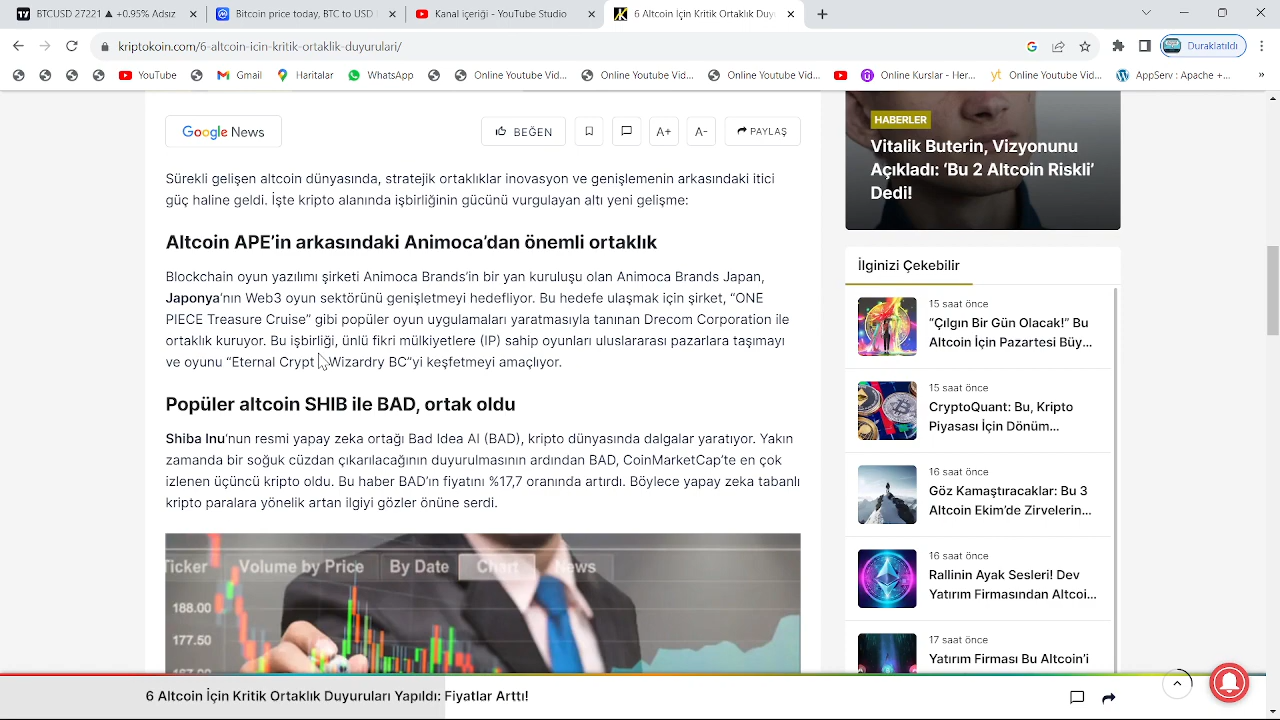 BTCUSD 27221 ▲ +0.95% Adsız
Bitcoin price today, BTC to USD l
Kanal içeriği - YouTube Studio
6 Altcoin İçin Kritik Ortaklık Duyu
kriptokoin.com/6-altcoin-icin-kritik-ortaklik-duyurulari/
Duraklatıldı
YouTube
Gmail
Haritalar
WhatsApp
Online Youtube Vid...
Online Youtube Vid...
Online Youtube Vid...
Online Kurslar - Her...
Online Youtube Vid...
AppServ : Apache +...
»
Google News
BEĞEN
A+
A-
PAYLAŞ
Sürekli gelişen altcoin dünyasında, stratejik ortaklıklar inovasyon ve genişlemenin arkasındaki itici
güç haline geldi. İşte kripto alanında işbirliğinin gücünü vurgulayan altı yeni gelişme:
Altcoin APE’in arkasındaki Animoca’dan önemli ortaklık
Blockchain oyun yazılımı şirketi Animoca Brands’in bir yan kuruluşu olan Animoca Brands Japan,
Japonya’nın Web3 oyun sektörünü genişletmeyi hedefliyor. Bu hedefe ulaşmak için şirket, “ONE
PIECE Treasure Cruise” gibi popüler oyun uygulamaları yaratmasıyla tanınan Drecom Corporation ile
ortaklık kuruyor. Bu işbirliği, ünlü fikri mülkiyetlere (IP) sahip oyunları uluslararası pazarlara taşımayı
ve oyunu “Eternal Crypt – Wizardry BC”yi keşfetmeyi amaçlıyor.
Popüler altcoin SHIB ile BAD, ortak oldu
Shiba Inu’nun resmi yapay zeka ortağı Bad Idea AI (BAD), kripto dünyasında dalgalar yaratıyor. Yakın
zamanda bir soğuk cüzdan çıkarılacağının duyurulmasının ardından BAD, CoinMarketCap’te en çok
izlenen üçüncü kripto oldu. Bu haber BAD’ın fiyatını %17,7 oranında artırdı. Böylece yapay zeka tabanlı
kripto paralara yönelik artan ilgiyi gözler önüne serdi.
Ticker
Volume by Price
By Date
Chart
News
188.00
177.50
167.00
HABERLER
Vitalik Buterin, Vizyonunu
Açıkladı: ‘Bu 2 Altcoin Riskli’
Dedi!
İlginizi Çekebilir
15 saat önce
“Çılgın Bir Gün Olacak!” Bu
Altcoin İçin Pazartesi Büy...
15 saat önce
CryptoQuant: Bu, Kripto
Piyasası İçin Dönüm...
16 saat önce
Göz Kamaştıracaklar: Bu 3
Altcoin Ekim’de Zirvelerin...
16 saat önce
Rallinin Ayak Sesleri! Dev
Yatırım Firmasından Altcoi...
17 saat önce
Yatırım Firması Bu Altcoin’i
6 Altcoin İçin Kritik Ortaklık Duyuruları Yapıldı: Fiyatlar Arttı!